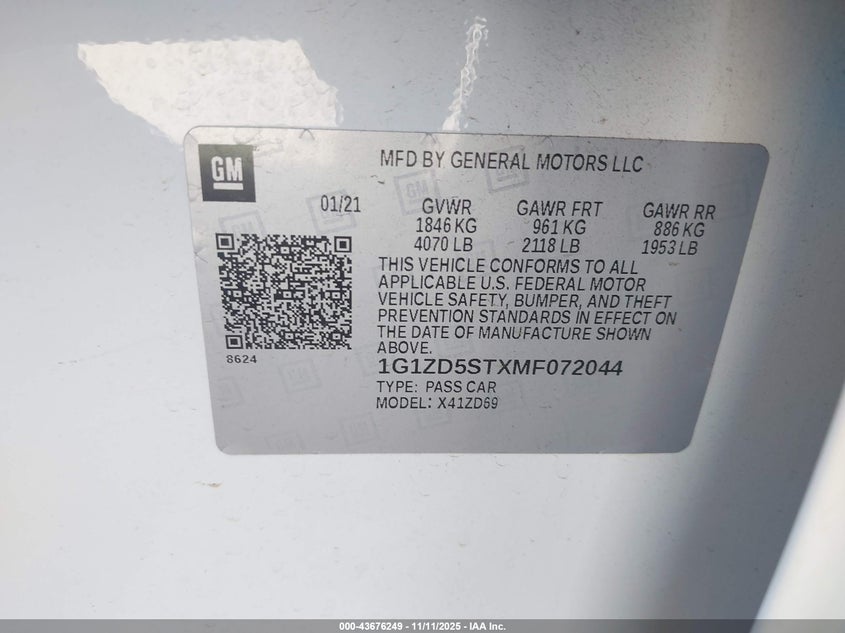 GM
MFD BY GENERAL MOTORS LLC
01/21 GVWR GAWR FRT GAWR RR
1846 KG 961 KG 886 KG
4070 LB 2118 LB 1953 LB
THIS VEHICLE CONFORMS TO ALL
APPLICABLE U.S. FEDERAL MOTOR
VEHICLE SAFETY, BUMPER, AND THEFT
PREVENTION STANDARDS IN EFFECT ON
THE DATE OF MANUFACTURE SHOWN
ABOVE.
8624
1G1ZD5STXMF072044
TYPE: PASS CAR
MODEL: X41ZD69
000-43676249 - 11/11/2025 - IAA Inc.